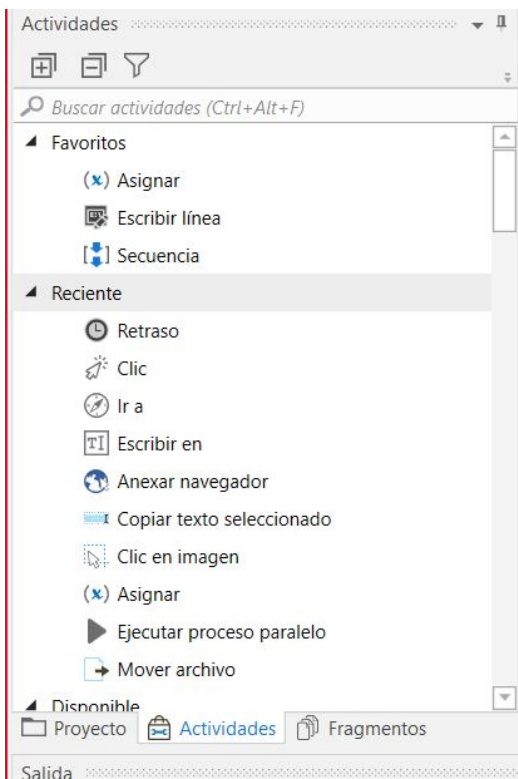 Actividades
Buscar actividades (Ctrl+Alt+F)
Favoritos
(x) Asignar
Escribir línea
Secuencia
Reciente
Retraso
Clic
Ir a
Escribir en
Anexar navegador
Copiar texto seleccionado
Clic en imagen
(x) Asignar
Ejecutar proceso paralelo
Mover archivo
Disponible
Proyecto Actividades Fragmentos
Salida